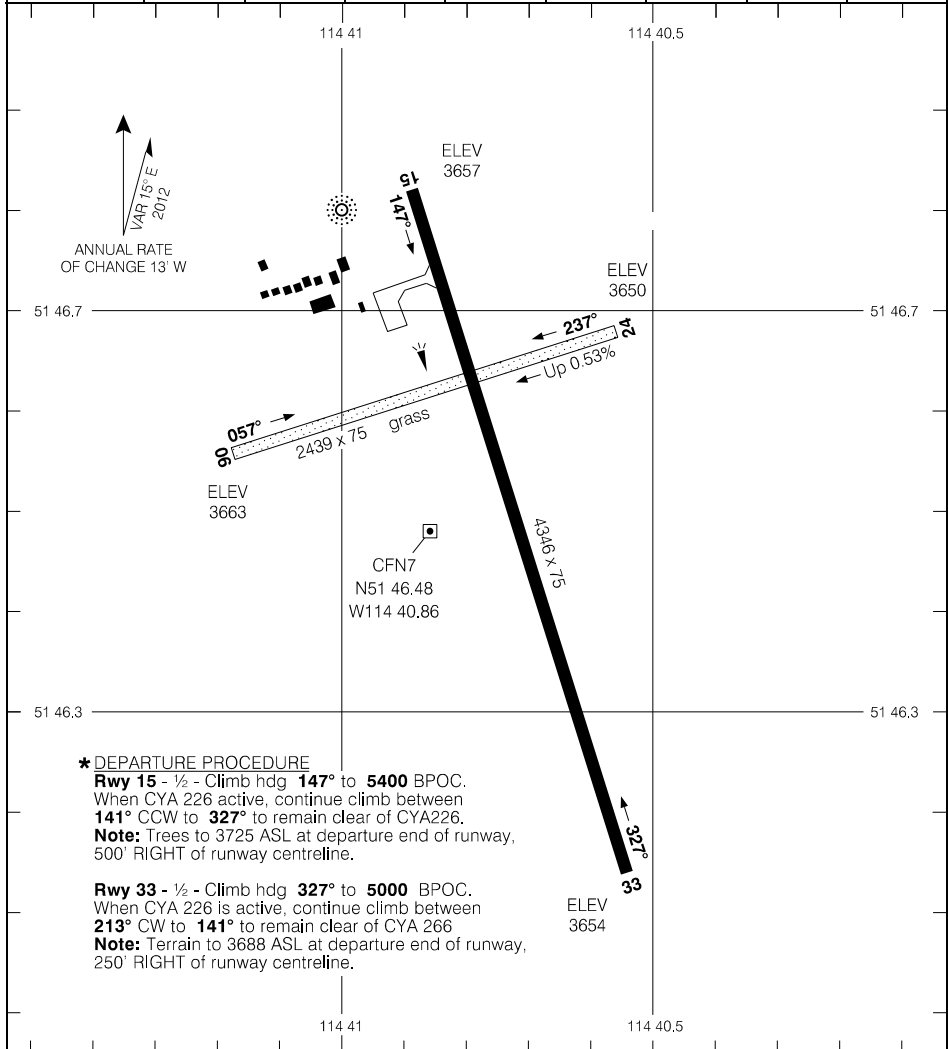 114 41
114 40.5
ELEV
3657
15
147°
VAR 15° E
2012
ANNUAL RATE
OF CHANGE 13' W
ELEV
3650
51 46.7
51 46.7
237°
24
Up 0.53%
057°
06
2439 x 75 grass
ELEV
3663
4346 x 75
CFN7
N51 46.48
W114 40.86
51 46.3
51 46.3
* DEPARTURE PROCEDURE
Rwy 15 - ½ - Climb hdg 147° to 5400 BPOC.
When CYA 226 active, continue climb between
141° CCW to 327° to remain clear of CYA226.
Note: Trees to 3725 ASL at departure end of runway,
500' RIGHT of runway centreline.
Rwy 33 - ½ - Climb hdg 327° to 5000 BPOC.
When CYA 226 is active, continue climb between
213° CW to 141° to remain clear of CYA 266
Note: Terrain to 3688 ASL at departure end of runway,
250' RIGHT of runway centreline.
327°
33
ELEV
3654
114 41
114 40.5